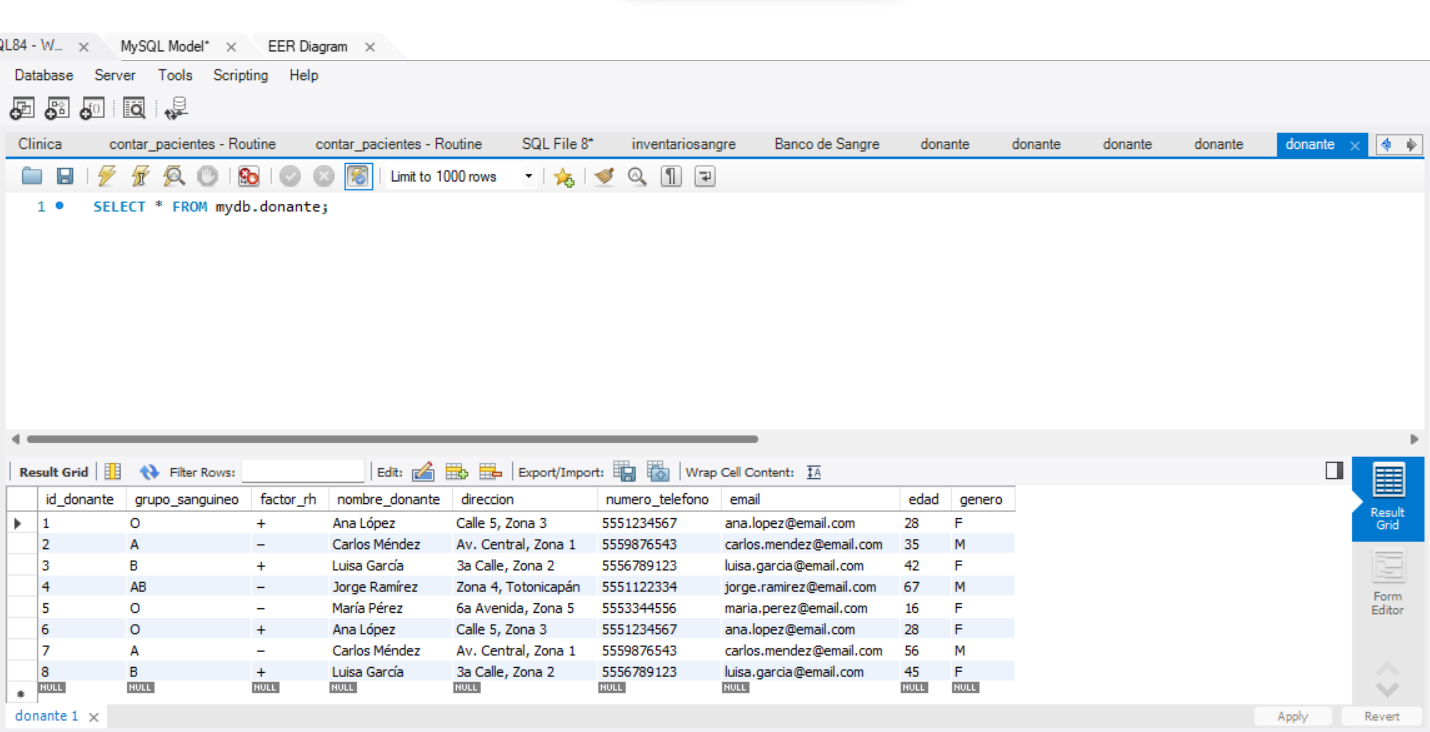 QL84 - W... × MySQL Model* × EER Diagram ×
Database Server Tools Scripting Help
Clinica contar_pacientes - Routine contar_pacientes - Routine SQL File 8* inventariosangre Banco de Sangre donante donante donante donante donante ×
Limit to 1000 rows
1 SELECT * FROM mydb.donante;
Result Grid Filter Rows: Edit: Export/Import: Wrap Cell Content: IA
id_donante grupo_sanguineo factor_rh nombre_donante direccion numero_telefono email edad genero
1 O + Ana López Calle 5, Zona 3 5551234567 ana.lopez@email.com 28 F
2 A − Carlos Méndez Av. Central, Zona 1 5559876543 carlos.mendez@email.com 35 M
3 B + Luisa García 3a Calle, Zona 2 5556789123 luisa.garcia@email.com 42 F
4 AB − Jorge Ramírez Zona 4, Totonicapán 5551122334 jorge.ramirez@email.com 67 M
5 O − María Pérez 6a Avenida, Zona 5 5553344556 maria.perez@email.com 16 F
6 O + Ana López Calle 5, Zona 3 5551234567 ana.lopez@email.com 28 F
7 A − Carlos Méndez Av. Central, Zona 1 5559876543 carlos.mendez@email.com 56 M
8 B + Luisa García 3a Calle, Zona 2 5556789123 luisa.garcia@email.com 45 F
NULL NULL NULL NULL NULL NULL NULL NULL NULL
Result
Grid
Form
Editor
donante 1 × Apply Revert